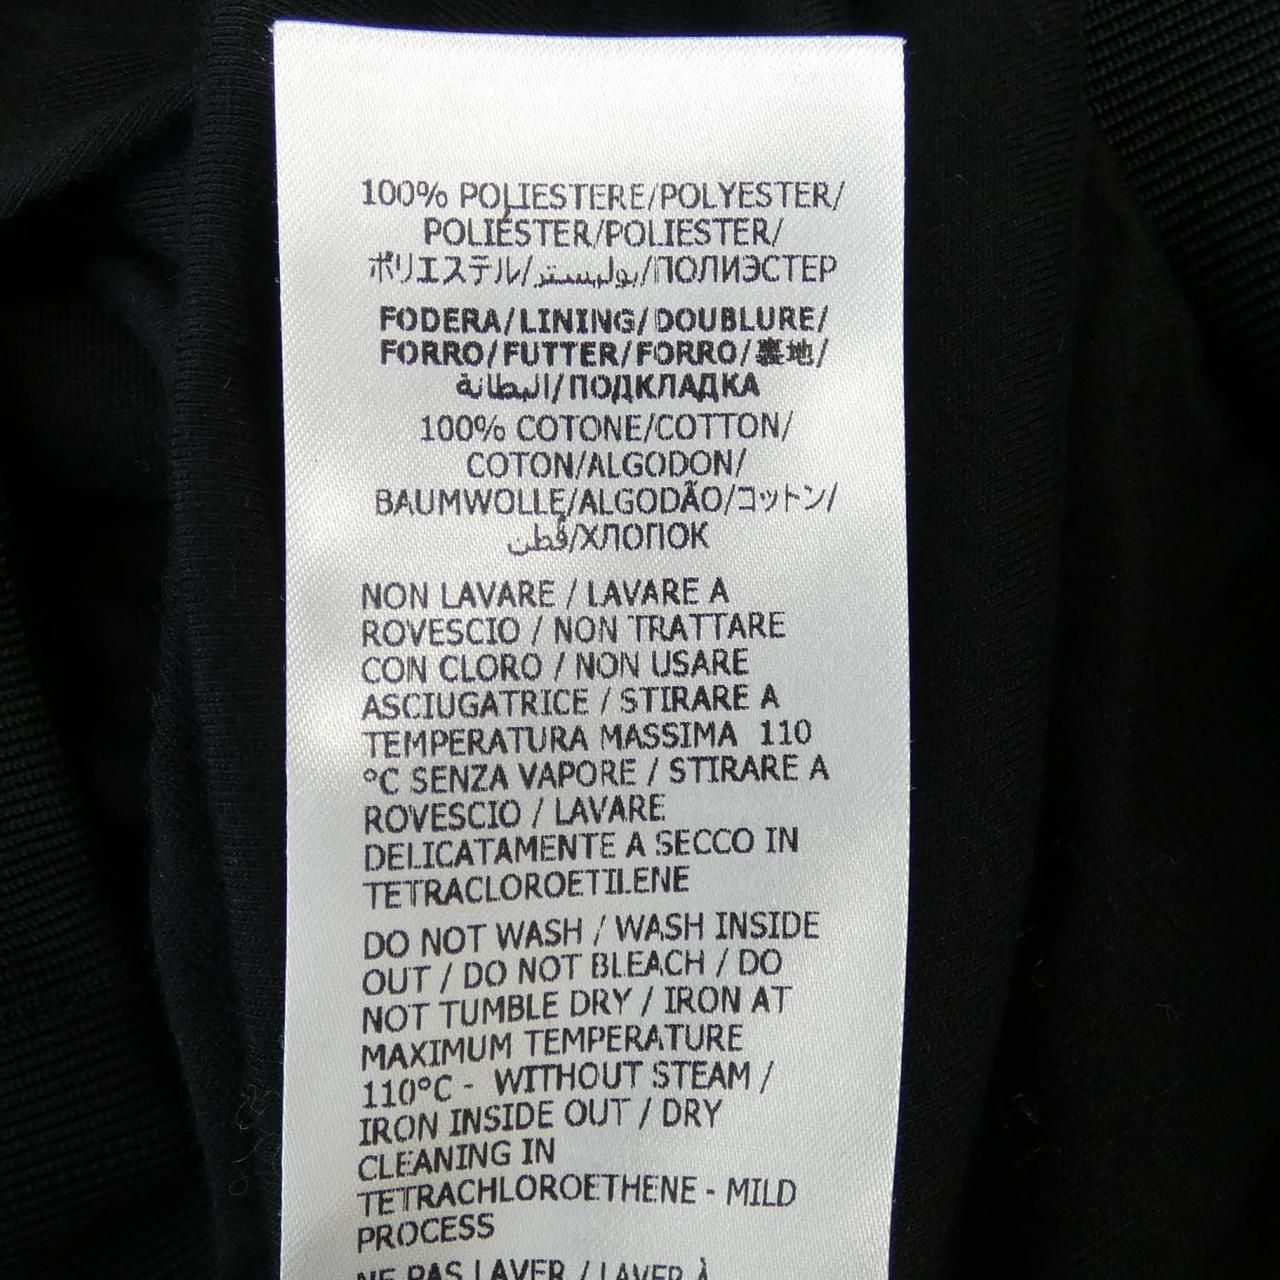 100% POLIESTERE/POLYESTER/
POLIÉSTER/POLIESTER/
ポリエステル/بوليستر/ПОЛИЭСТЕР
FODERA/LINING/DOUBLURE/
FORRO/FUTTER/FORRO/裏地/
البطانة/ПОДКЛАДКА
100% COTONE/COTTON/
COTON/ALGODON/
BAUMWOLLE/ALGODÃO/コットン/
قطن/ХЛОПОК
NON LAVARE / LAVARE A
ROVESCIO / NON TRATTARE
CON CLORO / NON USARE
ASCIUGATRICE / STIRARE A
TEMPERATURA MASSIMA 110
°C SENZA VAPORE / STIRARE A
ROVESCIO / LAVARE
DELICATAMENTE A SECCO IN
TETRACLOROETILENE
DO NOT WASH / WASH INSIDE
OUT / DO NOT BLEACH / DO
NOT TUMBLE DRY / IRON AT
MAXIMUM TEMPERATURE
110°C - WITHOUT STEAM /
IRON INSIDE OUT / DRY
CLEANING IN
TETRACHLOROETHENE - MILD
PROCESS
NE PAS LAVER / LAVER À